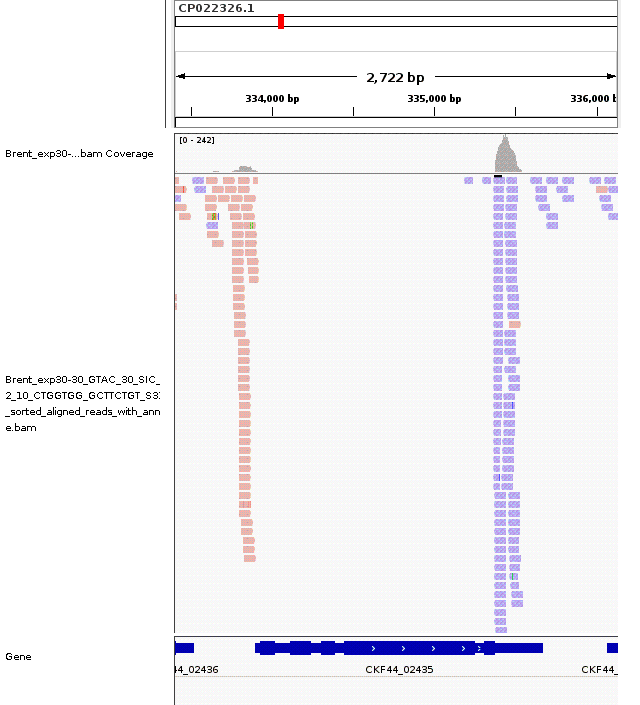 CP022326.1
2,722 bp
334,000 bp 335,000 bp 336,000 b
[0 - 242]
Brent_exp30-...bam Coverage
Brent_exp30-30_GTAC_30_SIC_
2_10_CTGGTGG_GCTTCTGT_S3
_sorted_aligned_reads_with_ann
e.bam
Gene
44_02436 CKF44_02435 CKF44_